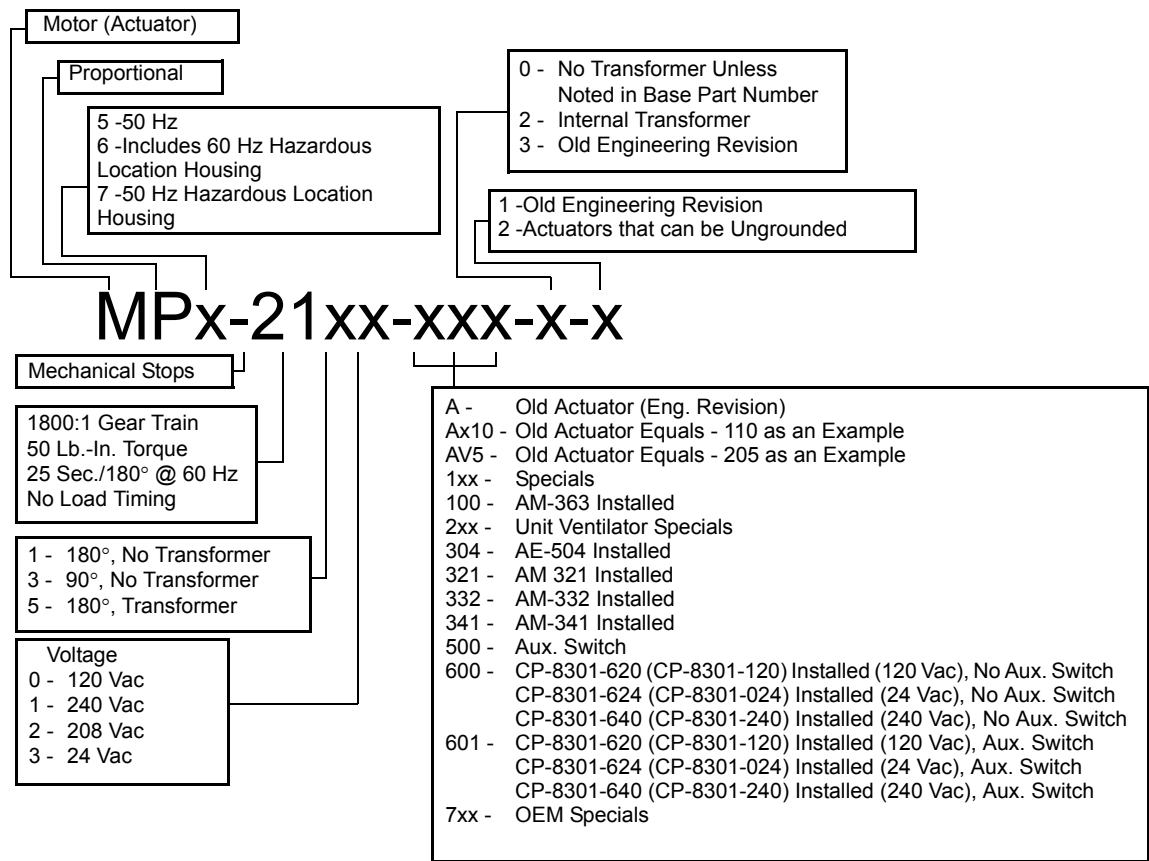 Motor (Actuator)
Proportional
5 -50 Hz
6 -Includes 60 Hz Hazardous
Location Housing
7 -50 Hz Hazardous Location
Housing
0 - No Transformer Unless
Noted in Base Part Number
2 - Internal Transformer
3 - Old Engineering Revision
1 -Old Engineering Revision
2 -Actuators that can be Ungrounded
MPx-21xx-xxx-x-x
Mechanical Stops
1800:1 Gear Train
50 Lb.-In. Torque
25 Sec./180° @ 60 Hz
No Load Timing
1 - 180°, No Transformer
3 - 90°, No Transformer
5 - 180°, Transformer
Voltage
0 - 120 Vac
1 - 240 Vac
2 - 208 Vac
3 - 24 Vac
A - Old Actuator (Eng. Revision)
Ax10 - Old Actuator Equals - 110 as an Example
AV5 - Old Actuator Equals - 205 as an Example
1xx - Specials
100 - AM-363 Installed
2xx - Unit Ventilator Specials
304 - AE-504 Installed
321 - AM 321 Installed
332 - AM-332 Installed
341 - AM-341 Installed
500 - Aux. Switch
600 - CP-8301-620 (CP-8301-120) Installed (120 Vac), No Aux. Switch
CP-8301-624 (CP-8301-024) Installed (24 Vac), No Aux. Switch
CP-8301-640 (CP-8301-240) Installed (240 Vac), No Aux. Switch
601 - CP-8301-620 (CP-8301-120) Installed (120 Vac), Aux. Switch
CP-8301-624 (CP-8301-024) Installed (24 Vac), Aux. Switch
CP-8301-640 (CP-8301-240) Installed (240 Vac), Aux. Switch
7xx - OEM Specials